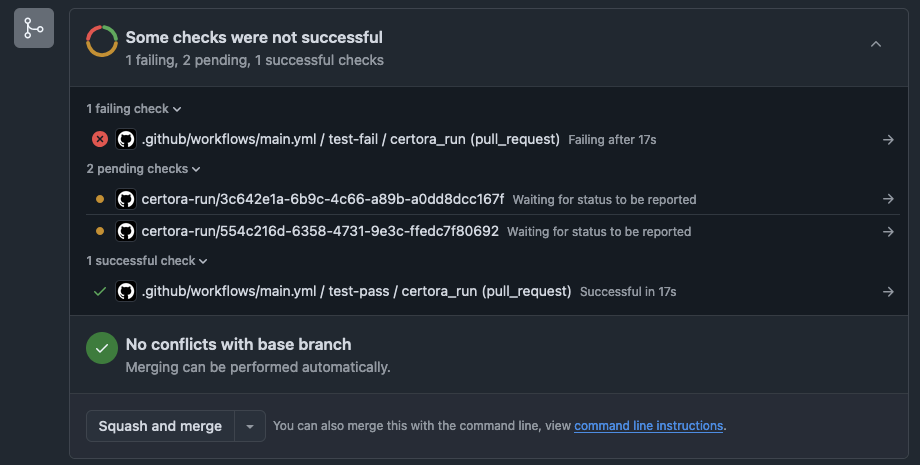 Some checks were not successful
1 failing, 2 pending, 1 successful checks
1 failing check
.github/workflows/main.yml / test-fail / certora_run (pull_request) Failing after 17s
2 pending checks
certora-run/3c642e1a-6b9c-4c66-a89b-a0dd8dcc167f Waiting for status to be reported
certora-run/554c216d-6358-4731-9e3c-ffedc7f80692 Waiting for status to be reported
1 successful check
.github/workflows/main.yml / test-pass / certora_run (pull_request) Successful in 17s
No conflicts with base branch
Merging can be performed automatically.
Squash and merge You can also merge this with the command line, view command line instructions.